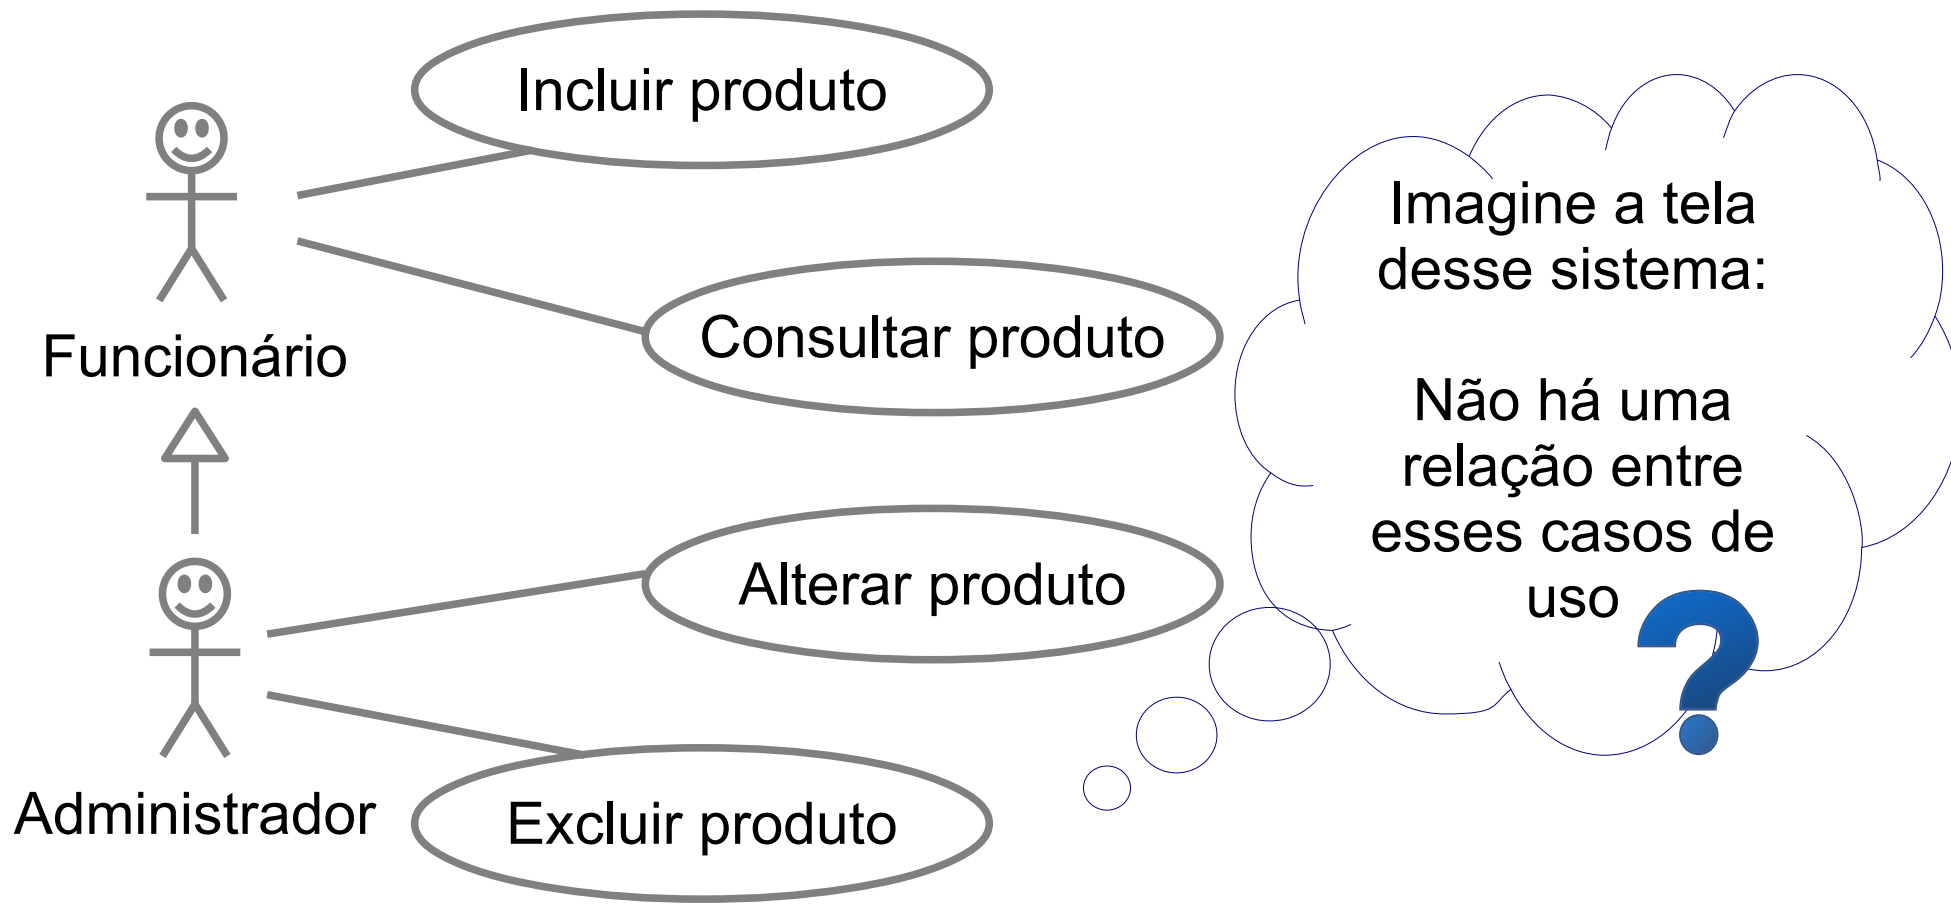 Incluir produto
Funcionário
Consultar produto
Alterar produto
Administrador
Excluir produto
Imagine a tela
desse sistema:
Não há uma
relação entre
esses casos de
uso
?